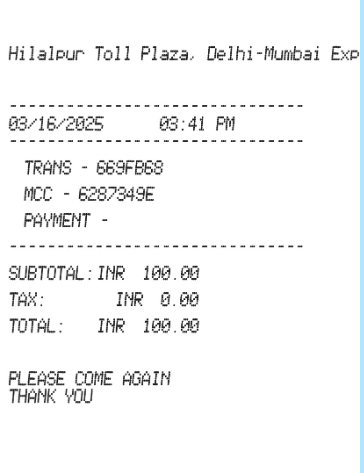 Hilalpur Toll Plaza, Delhi-Mumbai Exp
------------------------------
03/16/2025 03:41 PM
------------------------------
TRANS - 669FB68
MCC - 6287349E
PAYMENT -
------------------------------
SUBTOTAL: INR 100.00
TAX: INR 0.00
TOTAL: INR 100.00
PLEASE COME AGAIN
THANK YOU